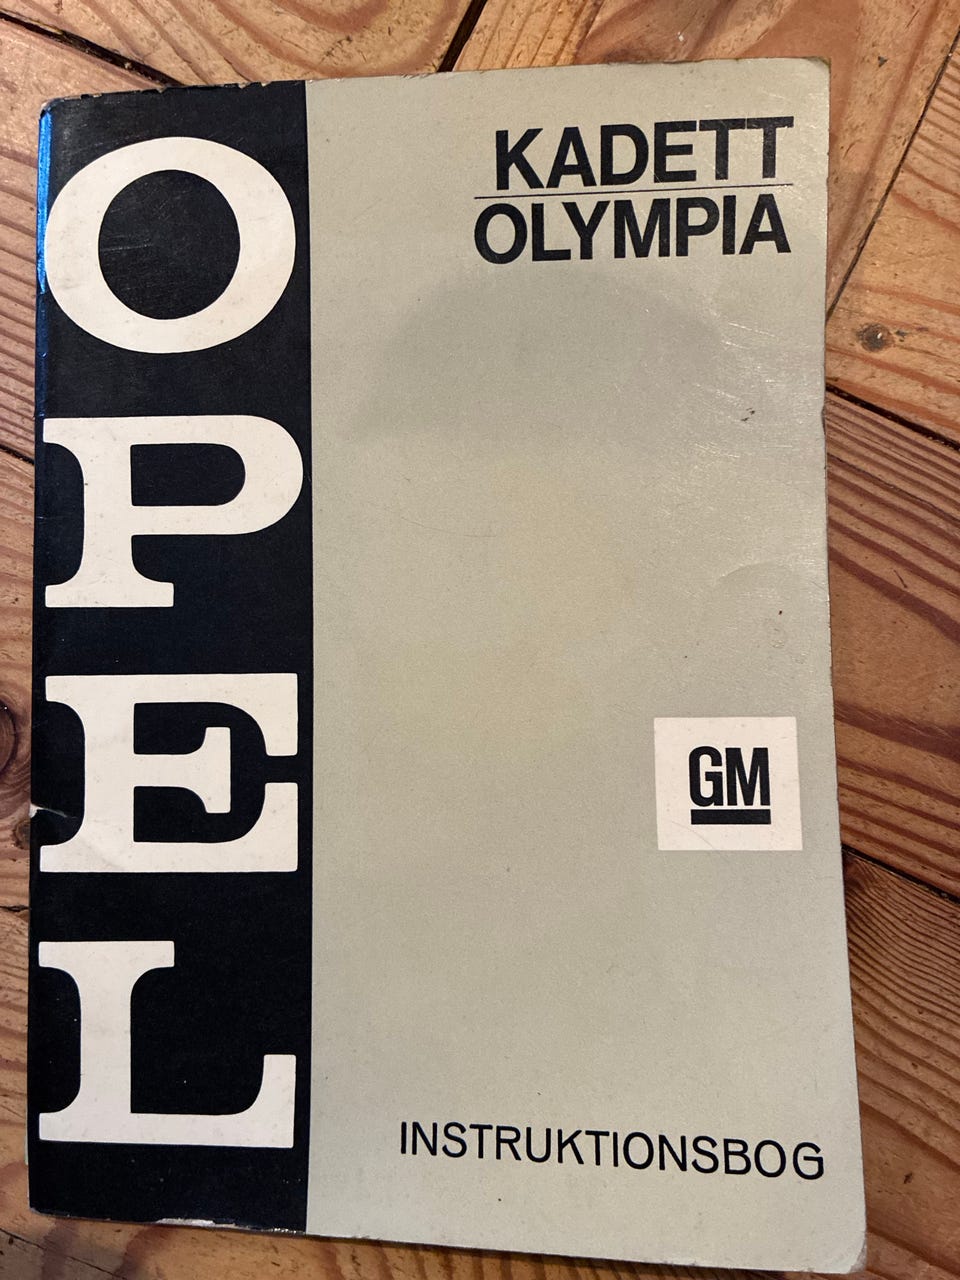 OPEL
KADETT
OLYMPIA
GM
INSTRUKTIONSBOG